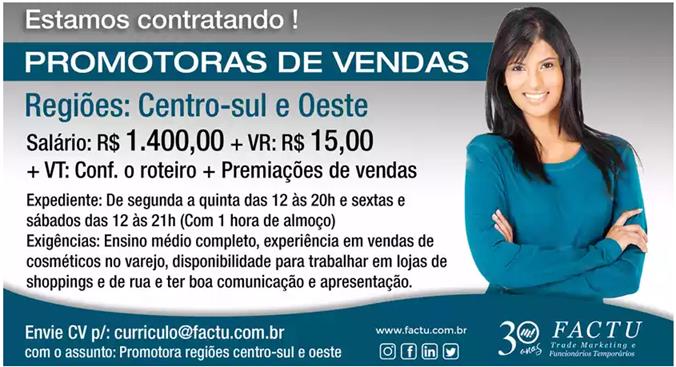 Estamos contratando !
PROMOTORAS DE VENDAS
Regiões: Centro-sul e Oeste
Salário: R$ 1.400,00 + VR: R$ 15,00
+ VT: Conf. o roteiro + Premiações de vendas
Expediente: De segunda a quinta das 12 às 20h e sextas e
sábados das 12 às 21h (Com 1 hora de almoço)
Exigências: Ensino médio completo, experiência em vendas de
cosméticos no varejo, disponibilidade para trabalhar em lojas de
shoppings e de rua e ter boa comunicação e apresentação.
Envie CV p/: curriculo@factu.com.br
com o assunto: Promotora regiões centro-sul e oeste
www.factu.com.br
30 anos
FACTU
Trade Marketing e
Funcionários Temporários